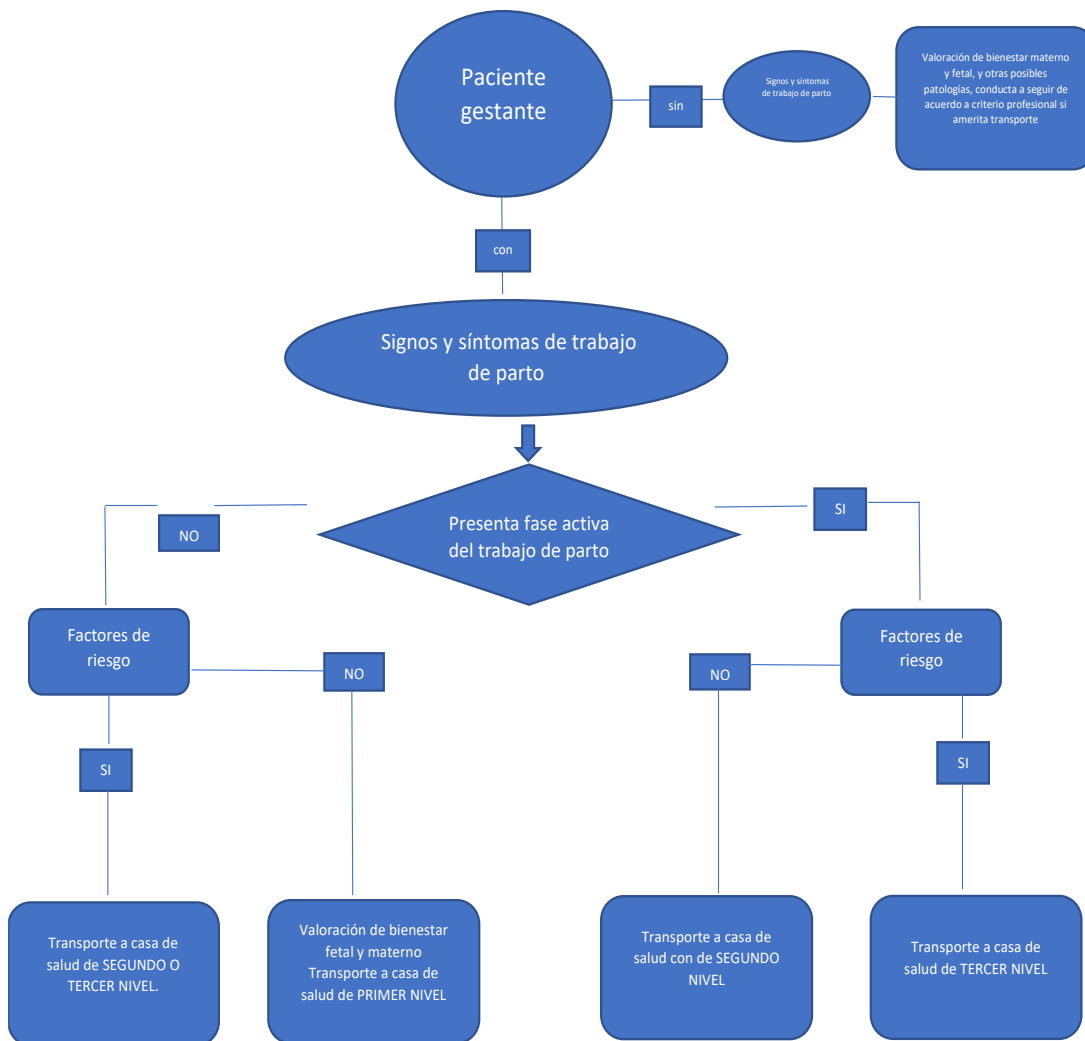 Paciente
gestante
sin
Signos y síntomas
de trabajo de parto
Valoración de bienestar materno
y fetal, y otras posibles
patologías, conducta a seguir de
acuerdo a criterio profesional si
amerita transporte
con
Signos y síntomas de trabajo
de parto
Presenta fase activa
del trabajo de parto
NO
SI
Factores de
riesgo
NO
SI
Factores de
riesgo
NO
SI
Transporte a casa de
salud de SEGUNDO O
TERCER NIVEL.
Valoración de bienestar
fetal y materno
Transporte a casa de
salud de PRIMER NIVEL
Transporte a casa de
salud con de SEGUNDO
NIVEL
Transporte a casa de
salud de TERCER NIVEL